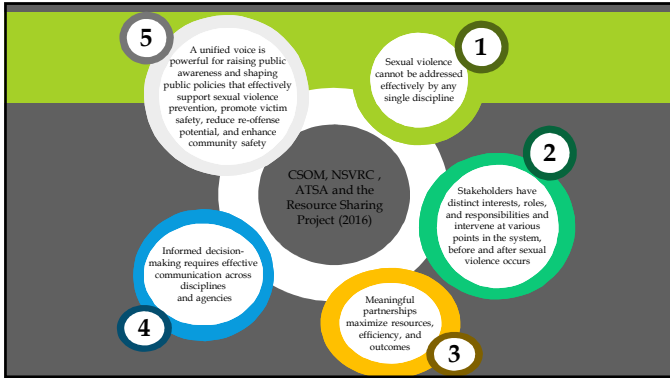 5
A unified voice is
powerful for raising public
awareness and shaping
public policies that effectively
support sexual violence
prevention, promote victim
safety, reduce re-offense
potential, and enhance
community safety
1
Sexual violence
cannot be addressed
effectively by any
single discipline
2
Stakeholders have
distinct interests, roles,
and responsibilities and
intervene at various
points in the system,
before and after sexual
violence occurs
CSOM, NSVRC ,
ATSA and the
Resource Sharing
Project (2016)
Informed decision-
making requires effective
communication across
disciplines
and agencies
4
Meaningful
partnerships
maximize resources,
efficiency, and
outcomes
3